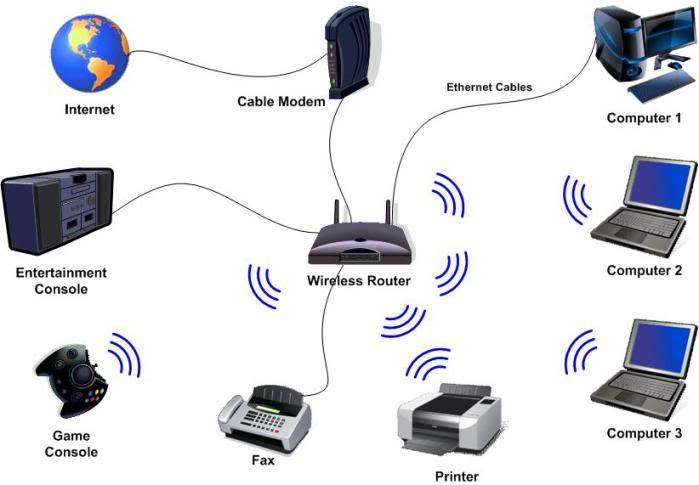 Internet
Cable Modem
Ethernet Cables
Computer 1
Entertainment
Console
Wireless Router
Computer 2
Game
Console
Fax
Printer
Computer 3